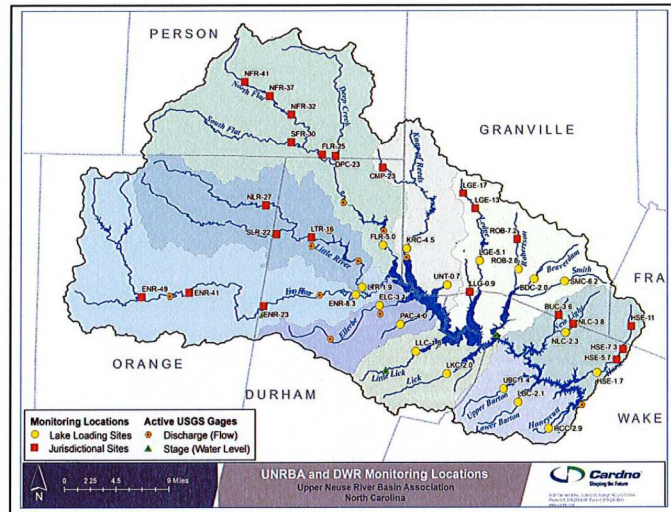 PERSON
NFR-41
NFR-37
North Flat
Deep Creek
NFR-32
GRANVILLE
South Flat
SFR-30
FLR-25
DPC-23
Knap of Reeds
CMP-23
LGE-17
LGE-13
NLR-27
LTR-16
ROB-7.2
SLR-22
Little River
FLR-5.0
KRC-4.5
LGE-5.1
ROB-2.8
Robertson
Beaverdam
Smith
UNT-0.7
BDC-2.0
SMC-6.2
FRA
ENR-49
ENR-41
Eno River
LTR-1.9
ENR-8.3
ELC-3.1
LLG-0.9
ENR-23
Ellerbe
PAC-4.0
BUC-3.6
New Light
NLC-3.8
HSE-11
NLC-2.3
HSE-7.3
HSE-5.7
ORANGE
Little Lick
Lick
LKC-2.0
HSE-1.7
DURHAM
UBC-1.4
LBC-2.1
Upper Barton
Lower Barton
Honeycutt
HCC-2.9
WAKE
Monitoring Locations
Active USGS Gages
Lake Loading Sites
Discharge (Flow)
Jurisdictional Sites
Stage (Water Level)
N
0 2.25 4.5 9 Miles
UNRBA and DWR Monitoring Locations
Upper Neuse River Basin Association
North Carolina
Cardno
Shaping the Future